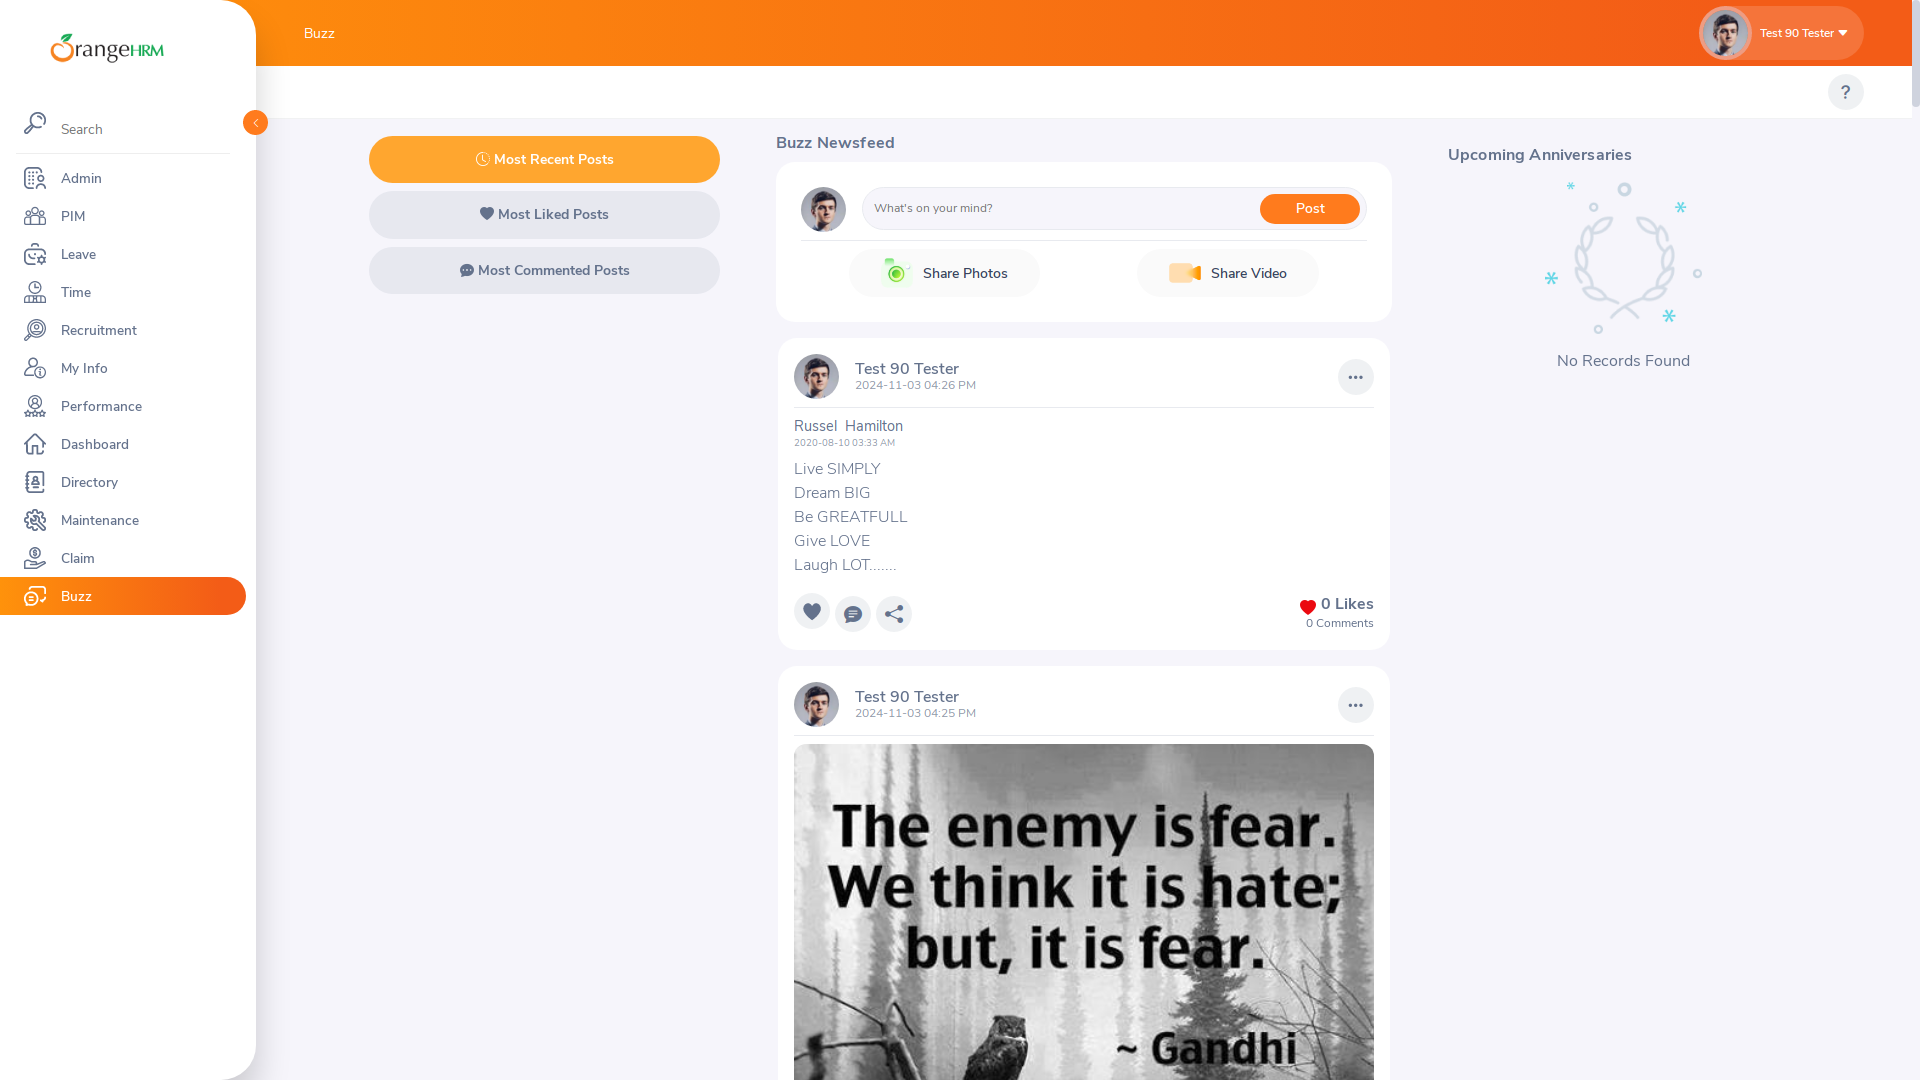 OrangeHRM
Search
Admin
PIM
Leave
Time
Recruitment
My Info
Performance
Dashboard
Directory
Maintenance
Claim
Buzz
Buzz
Test 90 Tester
?
Most Recent Posts
Most Liked Posts
Most Commented Posts
Buzz Newsfeed
What's on your mind?
Post
Share Photos
Share Video
Test 90 Tester
2024-11-03 04:26 PM
Russel  Hamilton
2020-08-10 03:33 AM
Live SIMPLY
Dream BIG
Be GREATFULL
Give LOVE
Laugh LOT.......
0 Likes
0 Comments
Test 90 Tester
2024-11-03 04:25 PM
The enemy is fear.
We think it is hate;
but, it is fear.
~ Gandhi
Upcoming Anniversaries
No Records Found